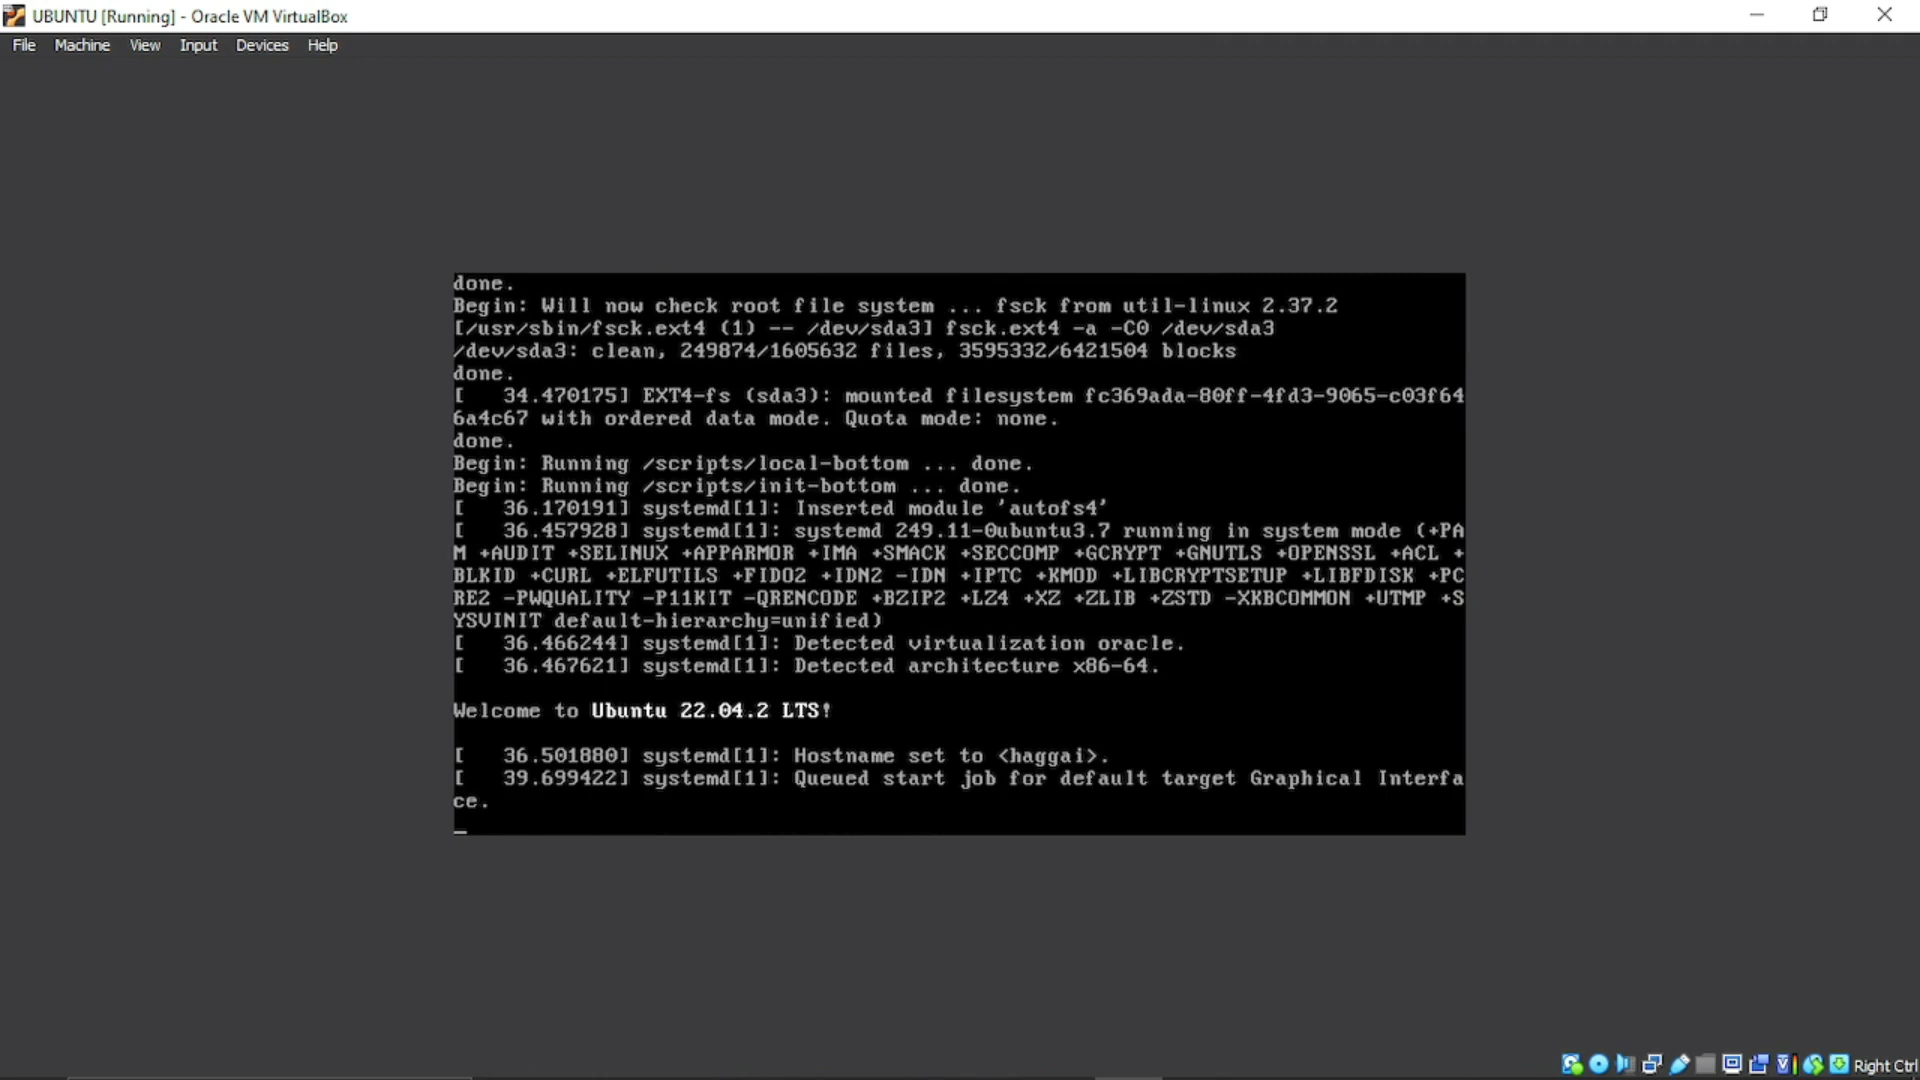 UBUNTU [Running] - Oracle VM VirtualBox
File Machine View Input Devices Help
done.
Begin: Will now check root file system ... fsck from util-linux 2.37.2
[/usr/sbin/fsck.ext4 (1) -- /dev/sda3] fsck.ext4 -a -C0 /dev/sda3
/dev/sda3: clean, 249874/1605632 files, 3595332/6421504 blocks
done.
[   34.470175] EXT4-fs (sda3): mounted filesystem fc369ada-80ff-4fd3-9065-c03f64
6a4c67 with ordered data mode. Quota mode: none.
done.
Begin: Running /scripts/local-bottom ... done.
Begin: Running /scripts/init-bottom ... done.
[   36.170191] systemd[1]: Inserted module 'autofs4'
[   36.457928] systemd[1]: systemd 249.11-0ubuntu3.7 running in system mode (+PA
M +AUDIT +SELINUX +APPARMOR +IMA +SMACK +SECCOMP +GCRYPT +GNUTLS +OPENSSL +ACL +
BLKID +CURL +ELFUTILS +FIDO2 +IDN2 -IDN +IPTC +KMOD +LIBCRYPTSETUP +LIBFDISK +PC
RE2 -PWQUALITY -P11KIT -QRENCODE +BZIP2 +LZ4 +XZ +ZLIB +ZSTD -XKBCOMMON +UTMP +S
YSVINIT default-hierarchy=unified)
[   36.466244] systemd[1]: Detected virtualization oracle.
[   36.467621] systemd[1]: Detected architecture x86-64.
Welcome to Ubuntu 22.04.2 LTS!
[   36.501880] systemd[1]: Hostname set to <haggai>.
[   39.699422] systemd[1]: Queued start job for default target Graphical Interfa
ce.
_
Right Ctrl